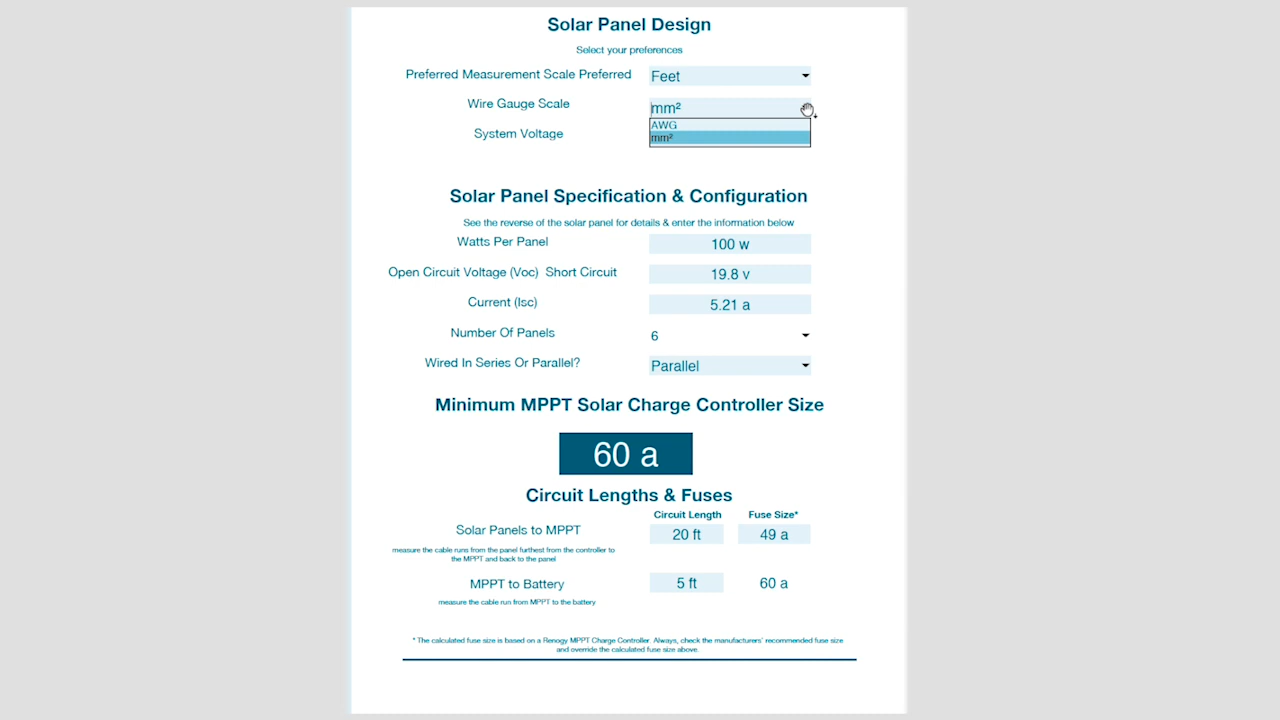 Solar Panel Design
Select your preferences
Preferred Measurement Scale Preferred Feet
Wire Gauge Scale mm²
AWG
mm²
System Voltage
Solar Panel Specification & Configuration
See the reverse of the solar panel for details & enter the information below
Watts Per Panel 100 w
Open Circuit Voltage (Voc) Short Circuit 19.8 v
Current (Isc) 5.21 a
Number Of Panels 6
Wired In Series Or Parallel? Parallel
Minimum MPPT Solar Charge Controller Size
60 a
Circuit Lengths & Fuses
Circuit Length Fuse Size*
Solar Panels to MPPT 20 ft 49 a
measure the cable runs from the panel furthest from the controller to
the MPPT and back to the panel
MPPT to Battery 5 ft 60 a
measure the cable run from MPPT to the battery
* The calculated fuse size is based on a Renogy MPPT Charge Controller. Always, check the manufacturers' recommended fuse size
and override the calculated fuse size above.